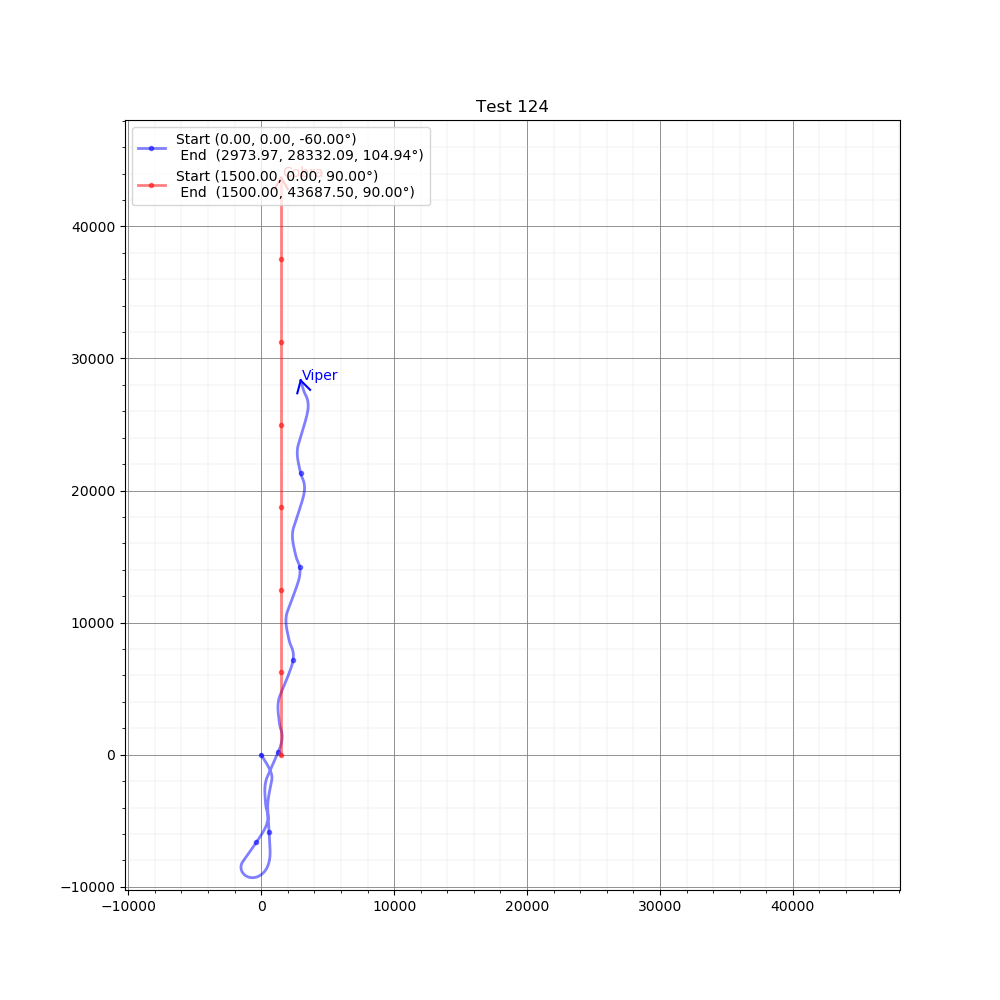 Test 124
Start (0.00, 0.00, -60.00°)
End (2973.97, 28332.09, 104.94°)
Start (1500.00, 0.00, 90.00°)
End (1500.00, 43687.50, 90.00°)
40000
30000
Viper
20000
10000
0
−10000
−10000 0 10000 20000 30000 40000